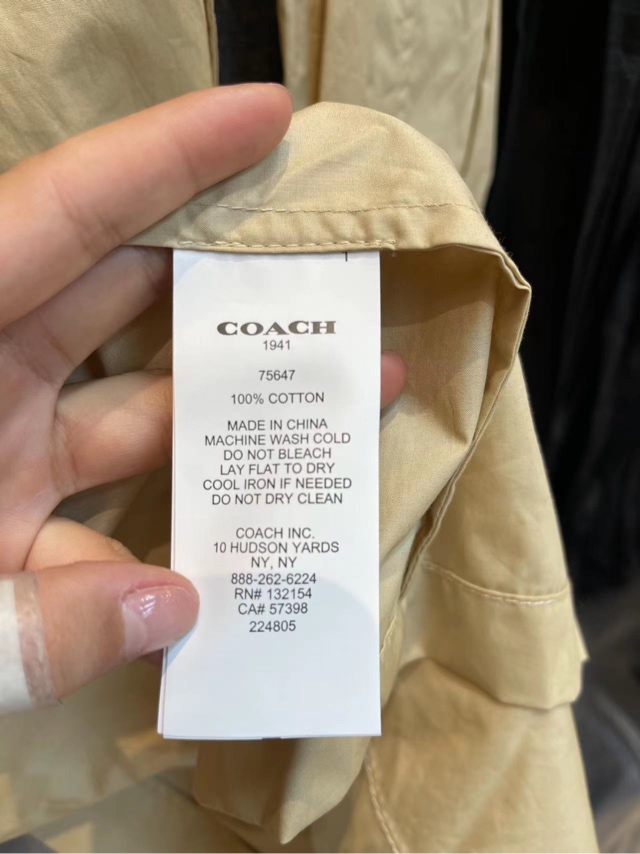 COACH
1941
75647
100% COTTON
MADE IN CHINA
MACHINE WASH COLD
DO NOT BLEACH
LAY FLAT TO DRY
COOL IRON IF NEEDED
DO NOT DRY CLEAN
COACH INC.
10 HUDSON YARDS
NY, NY
888-262-6224
RN# 132154
CA# 57398
224805